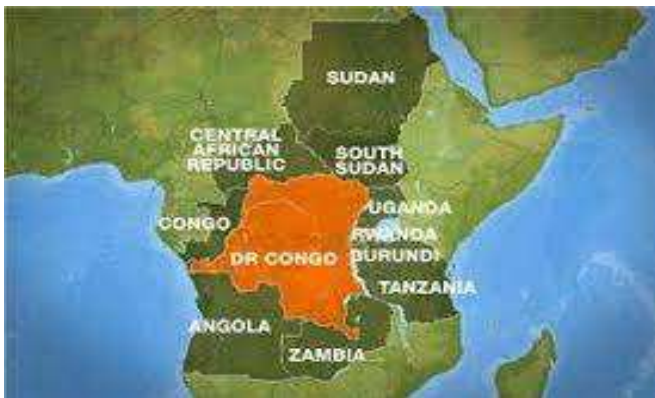 SUDAN
CENTRAL
AFRICAN
REPUBLIC
SOUTH
SUDAN
UGANDA
CONGO
RWANDA
DR CONGO
BURUNDI
TANZANIA
ANGOLA
ZAMBIA